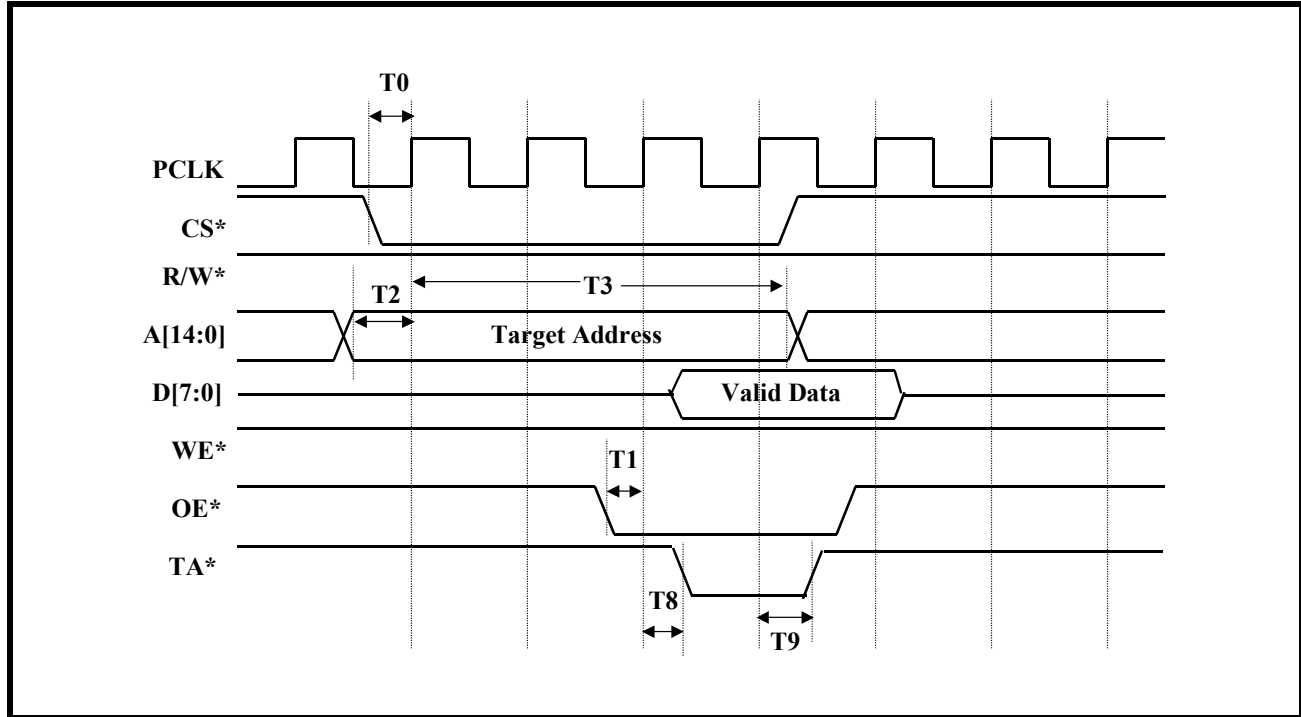 T0
PCLK
CS*
R/W*
T2
T3
A[14:0]
Target Address
D[7:0]
Valid Data
WE*
T1
OE*
TA*
T8
T9